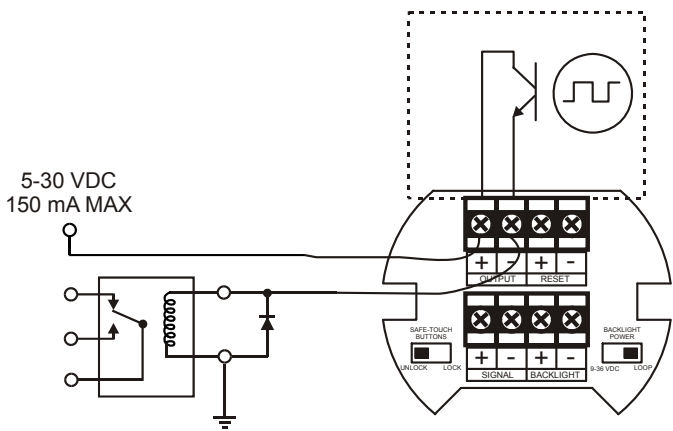 5-30 VDC
150 mA MAX
+ - + -
OUTPUT RESET
SAFE-TOUCH
BUTTONS
UNLOCK LOCK
+ - + -
SIGNAL BACKLIGHT
BACKLIGHT
POWER
9-36 VDC LOOP